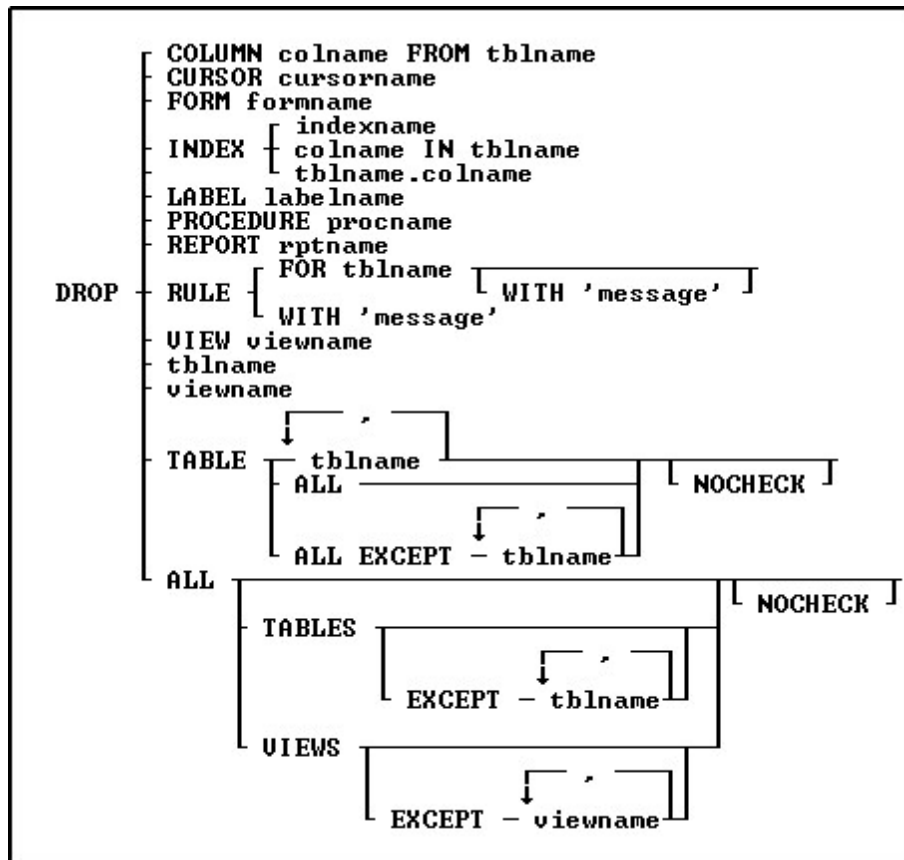 COLUMN colname FROM tblname
CURSOR cursorname
FORM formname
indexname
INDEX colname IN tblname
tblname.colname
LABEL labelname
PROCEDURE procname
REPORT rptname
FOR tblname
DROP RULE WITH 'message'
WITH 'message'
VIEW viewname
tblname
viewname
,
TABLE tblname
ALL NOCHECK
,
ALL EXCEPT tblname
ALL
NOCHECK
TABLES
,
EXCEPT tblname
VIEWS
,
EXCEPT viewname